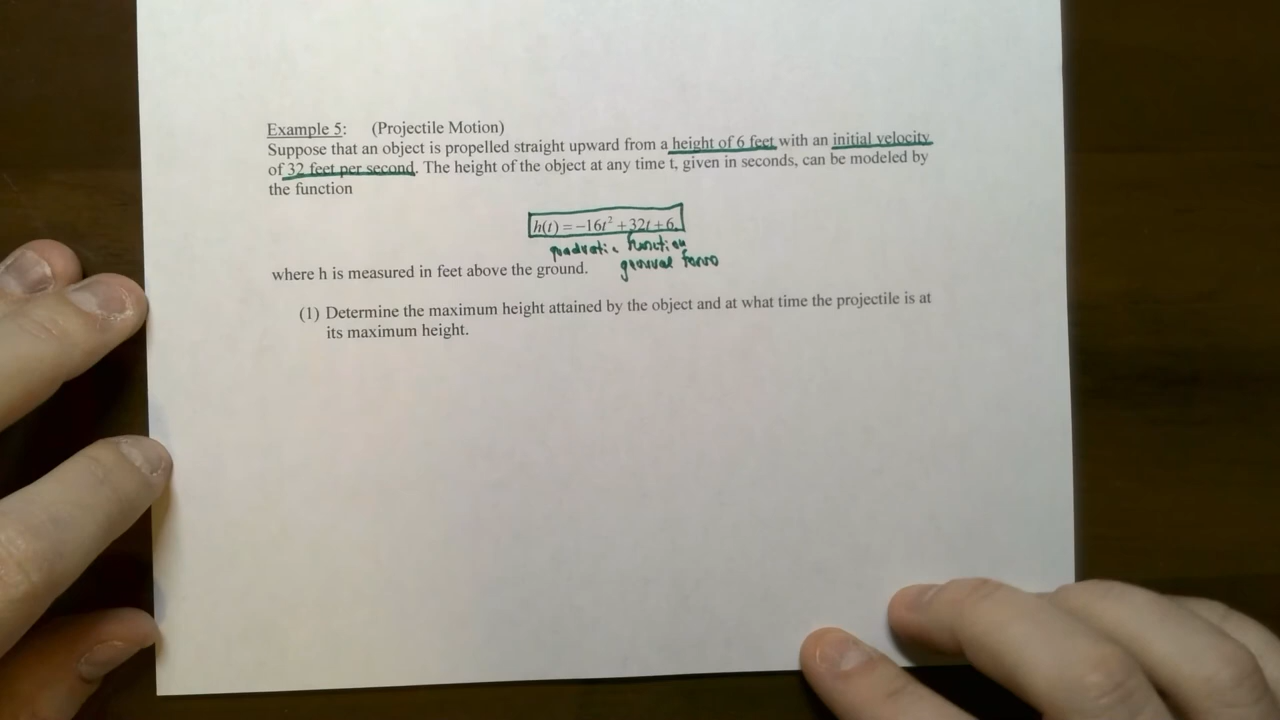 Example 5: (Projectile Motion)
Suppose that an object is propelled straight upward from a height of 6 feet with an initial velocity
of 32 feet per second. The height of the object at any time t, given in seconds, can be modeled by
the function
h(t) = −16t² + 32t + 6.
quadratic function
general form
where h is measured in feet above the ground.
(1) Determine the maximum height attained by the object and at what time the projectile is at
its maximum height.